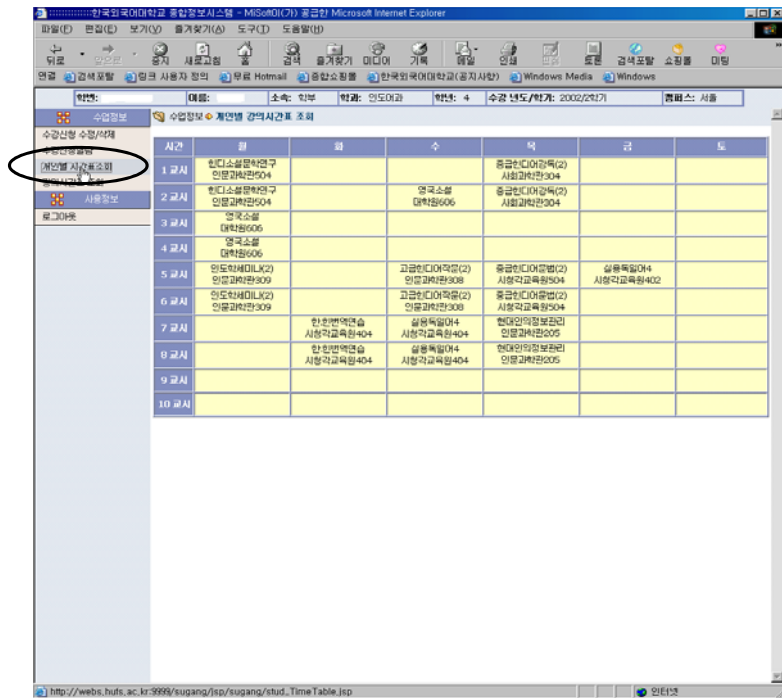 :::::::::::::::한국외국어대학교 종합정보시스템 - MiSoft이(가) 공급한 Microsoft Internet Explorer
파일(F) 편집(E) 보기(V) 즐겨찾기(A) 도구(T) 도움말(H)
뒤로 앞으로 중지 새로고침 홈 검색 즐겨찾기 미디어 기록 메일 인쇄 토론 검색포탈 쇼핑몰 미팅
연결 검색포탈 링크 사용자 정의 무료 Hotmail 종합쇼핑몰 한국외국어대학교(공지사항) Windows Media Windows
학번: 이름: 소속: 학부 학과: 인도어과 학년: 4 수강 년도/학기: 2002/2학기 캠퍼스: 서울
수업정보
수강신청 수정/삭제
개인별 시간표조회
사용정보
로그아웃
수업정보 개인별 강의시간표 조회
시간 월 화 수 목 금 토
1 교시 힌디소설문학연구 중급힌디어강독(2)
인문과학관504 사회과학관304
2 교시 힌디소설문학연구 영국소설 중급힌디어강독(2)
인문과학관504 대학원606 사회과학관304
3 교시 영국소설
대학원606
4 교시 영국소설
대학원606
5 교시 인도학세미나(2) 고급힌디어작문(2) 중급힌디어문법(2) 실용독일어4
인문과학관309 인문과학관308 시청각교육원504 시청각교육원402
6 교시 인도학세미나(2) 고급힌디어작문(2) 중급힌디어문법(2)
인문과학관309 인문과학관308 시청각교육원504
7 교시 한.힌번역연습 실용독일어4 현대인의정보관리
시청각교육원404 시청각교육원404 인문과학관205
8 교시 한.힌번역연습 실용독일어4 현대인의정보관리
시청각교육원404 시청각교육원404 인문과학관205
9 교시
10 교시
http://webs.hufs.ac.kr:9999/sugang/jsp/sugang/stud_TimeTable.jsp 인터넷